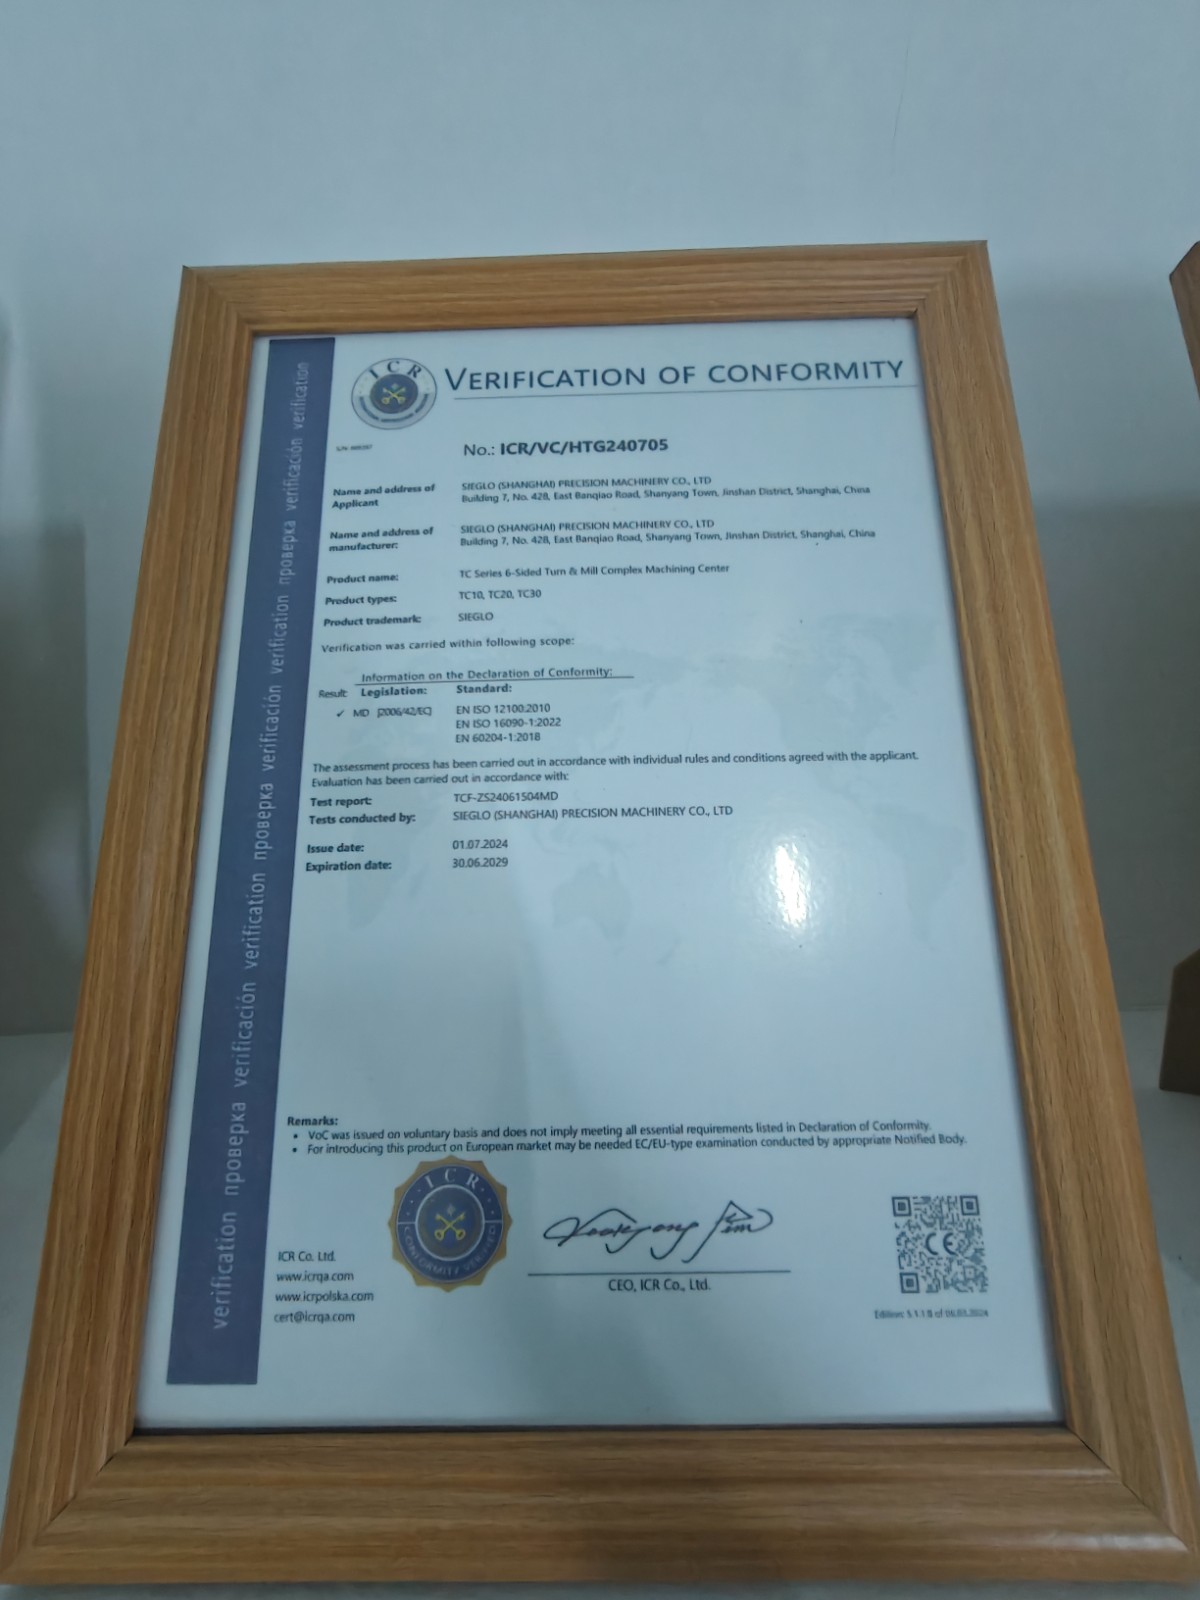 ICR
VERIFICATION OF CONFORMITY
No.: ICR/VC/HTG240705
Name and address of Applicant
SIEGLO (SHANGHAI) PRECISION MACHINERY CO., LTD
Building 7, No. 428, East Banqiao Road, Shanyang Town, Jinshan District, Shanghai, China
Name and address of manufacturer:
SIEGLO (SHANGHAI) PRECISION MACHINERY CO., LTD
Building 7, No. 428, East Banqiao Road, Shanyang Town, Jinshan District, Shanghai, China
Product name: TC Series 6-Sided Turn & Mill Complex Machining Center
Product types: TC10, TC20, TC30
Product trademark: SIEGLO
Verification was carried within following scope:
Information on the Declaration of Conformity:
Result: Legislation: Standard:
✓ MD [2006/42/EC] EN ISO 12100:2010
EN ISO 16090-1:2022
EN 60204-1:2018
The assessment process has been carried out in accordance with individual rules and conditions agreed with the applicant.
Evaluation has been carried out in accordance with:
Test report: TCF-ZS24061504MD
Tests conducted by: SIEGLO (SHANGHAI) PRECISION MACHINERY CO., LTD
Issue date: 01.07.2024
Expiration date: 30.06.2029
Remarks:
• VoC was issued on voluntary basis and does not imply meeting all essential requirements listed in Declaration of Conformity.
• For introducing this product on European market may be needed EC/EU-type examination conducted by appropriate Notified Body.
ICR
CONFORMITY VERIFIED
ICR Co. Ltd.
www.icrqa.com
www.icrpolska.com
cert@icrqa.com
CEO, ICR Co., Ltd.
CE
verification проверка verificación verification проверка verificación verification проверка verificación verification